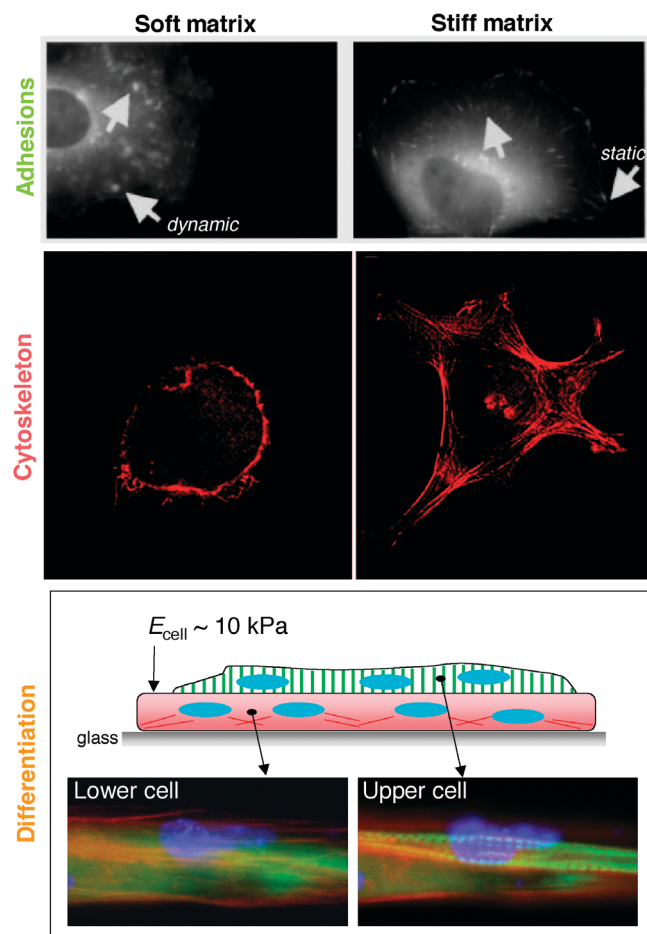 Soft matrix
Stiff matrix
Adhesions
dynamic
static
Cytoskeleton
Differentiation
E_cell ~ 10 kPa
glass
Lower cell
Upper cell